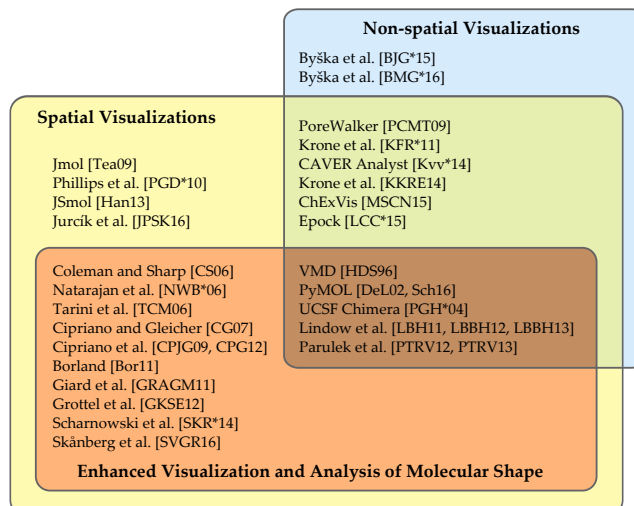 Non-spatial Visualizations
Byška et al. [BJG*15]
Byška et al. [BMG*16]
Spatial Visualizations
Jmol [Tea09]
Phillips et al. [PGD*10]
JSmol [Han13]
Jurcík et al. [JPSK16]
PoreWalker [PCMT09]
Krone et al. [KFR*11]
CAVER Analyst [Kvv*14]
Krone et al. [KKRE14]
ChExVis [MSCN15]
Epock [LCC*15]
Coleman and Sharp [CS06]
Natarajan et al. [NWB*06]
Tarini et al. [TCM06]
Cipriano and Gleicher [CG07]
Cipriano et al. [CPJG09, CPG12]
Borland [Bor11]
Giard et al. [GRAGM11]
Grottel et al. [GKSE12]
Scharnowski et al. [SKR*14]
Skånberg et al. [SVGR16]
VMD [HDS96]
PyMOL [DeL02, Sch16]
UCSF Chimera [PGH*04]
Lindow et al. [LBH11, LBBH12, LBBH13]
Parulek et al. [PTRV12, PTRV13]
Enhanced Visualization and Analysis of Molecular Shape